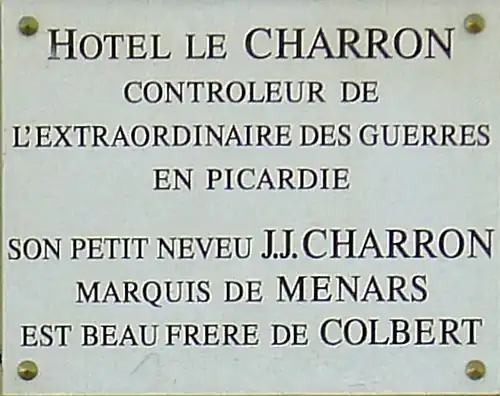 HOTEL LE CHARRON
CONTROLEUR DE
L'EXTRAORDINAIRE DES GUERRES
EN PICARDIE
SON PETIT NEVEU J.J. CHARRON
MARQUIS DE MENARS
EST BEAU FRERE DE COLBERT